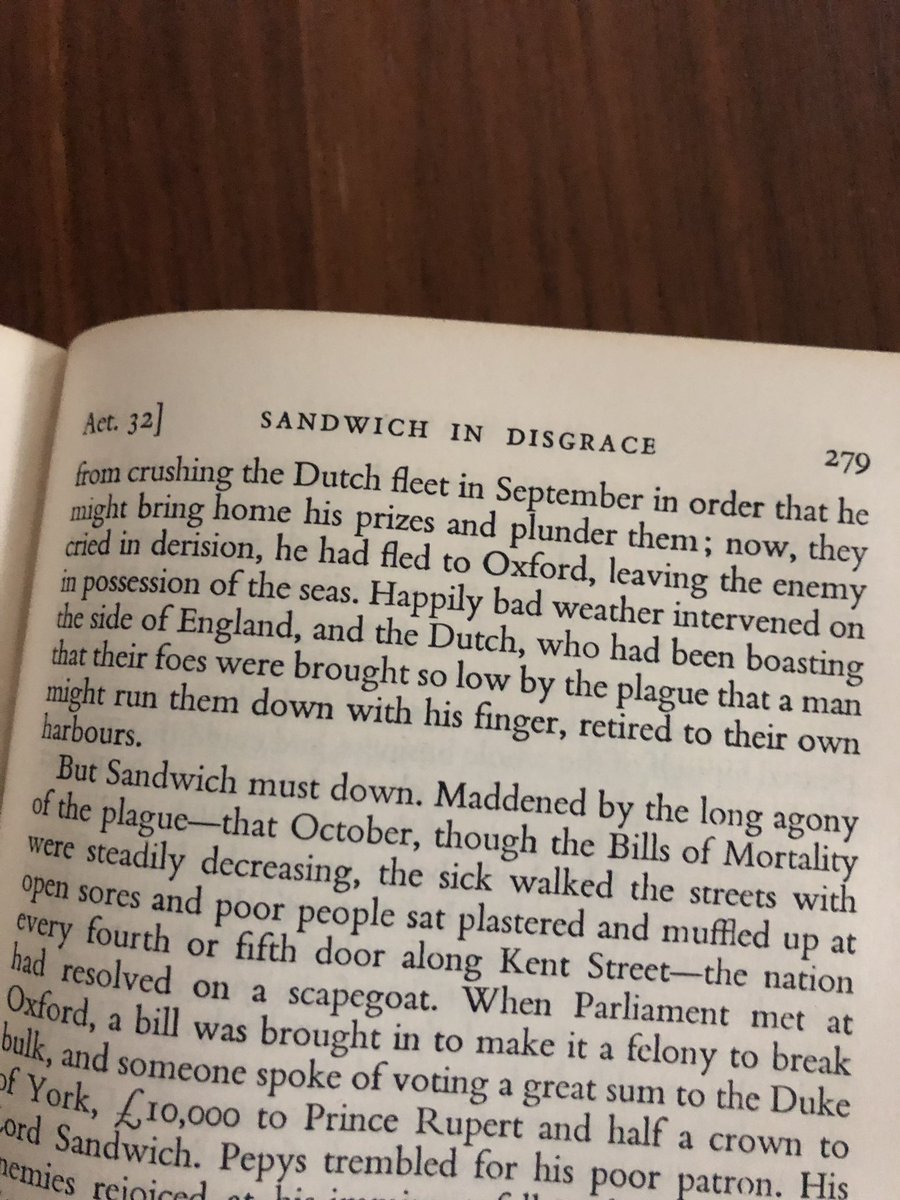 Aet. 32] SANDWICH IN DISGRACE 279
from crushing the Dutch fleet in September in order that he
might bring home his prizes and plunder them; now, they
cried in derision, he had fled to Oxford, leaving the enemy
in possession of the seas. Happily bad weather intervened on
the side of England, and the Dutch, who had been boasting
that their foes were brought so low by the plague that a man
might run them down with his finger, retired to their own
harbours.
But Sandwich must down. Maddened by the long agony
of the plague—that October, though the Bills of Mortality
were steadily decreasing, the sick walked the streets with
open sores and poor people sat plastered and muffled up at
every fourth or fifth door along Kent Street—the nation
had resolved on a scapegoat. When Parliament met at
Oxford, a bill was brought in to make it a felony to break
bulk, and someone spoke of voting a great sum to the Duke
of York, £10,000 to Prince Rupert and half a crown to
Lord Sandwich. Pepys trembled for his poor patron. His
enemies rejoiced at his